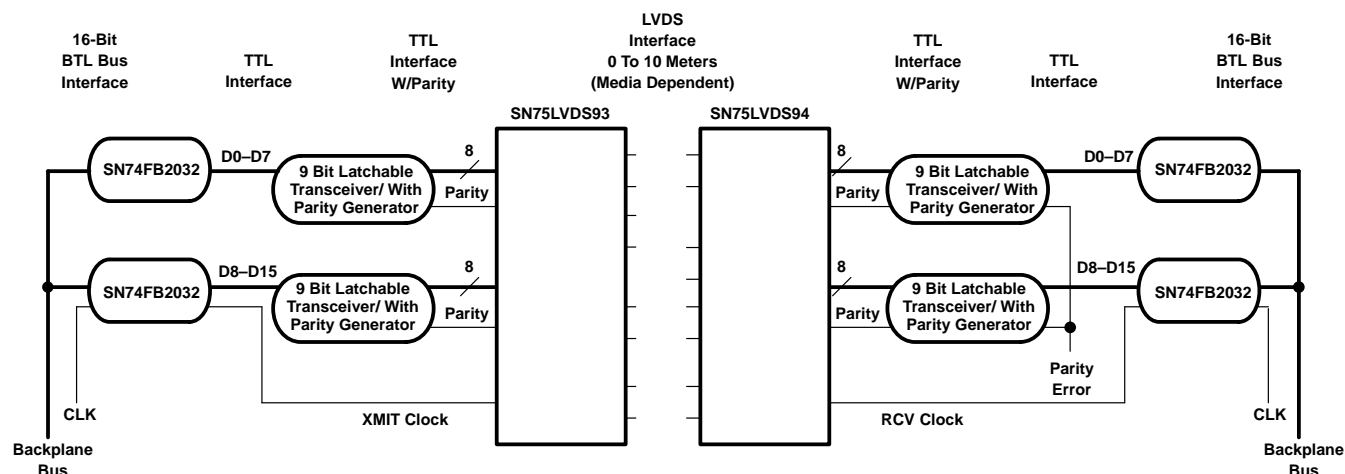 16-Bit
BTL Bus
Interface
TTL
Interface
TTL
Interface
W/Parity
LVDS
Interface
0 To 10 Meters
(Media Dependent)
TTL
Interface
W/Parity
TTL
Interface
16-Bit
BTL Bus
Interface
SN75LVDS93
SN75LVDS94
SN74FB2032
D0–D7
9 Bit Latchable
Transceiver/ With
Parity Generator
8
Parity
8
Parity
9 Bit Latchable
Transceiver/ With
Parity Generator
D0–D7
SN74FB2032
SN74FB2032
D8–D15
9 Bit Latchable
Transceiver/ With
Parity Generator
8
Parity
8
Parity
9 Bit Latchable
Transceiver/ With
Parity Generator
D8–D15
SN74FB2032
CLK
XMIT Clock
RCV Clock
Parity
Error
CLK
Backplane
Bus
Backplane
Bus